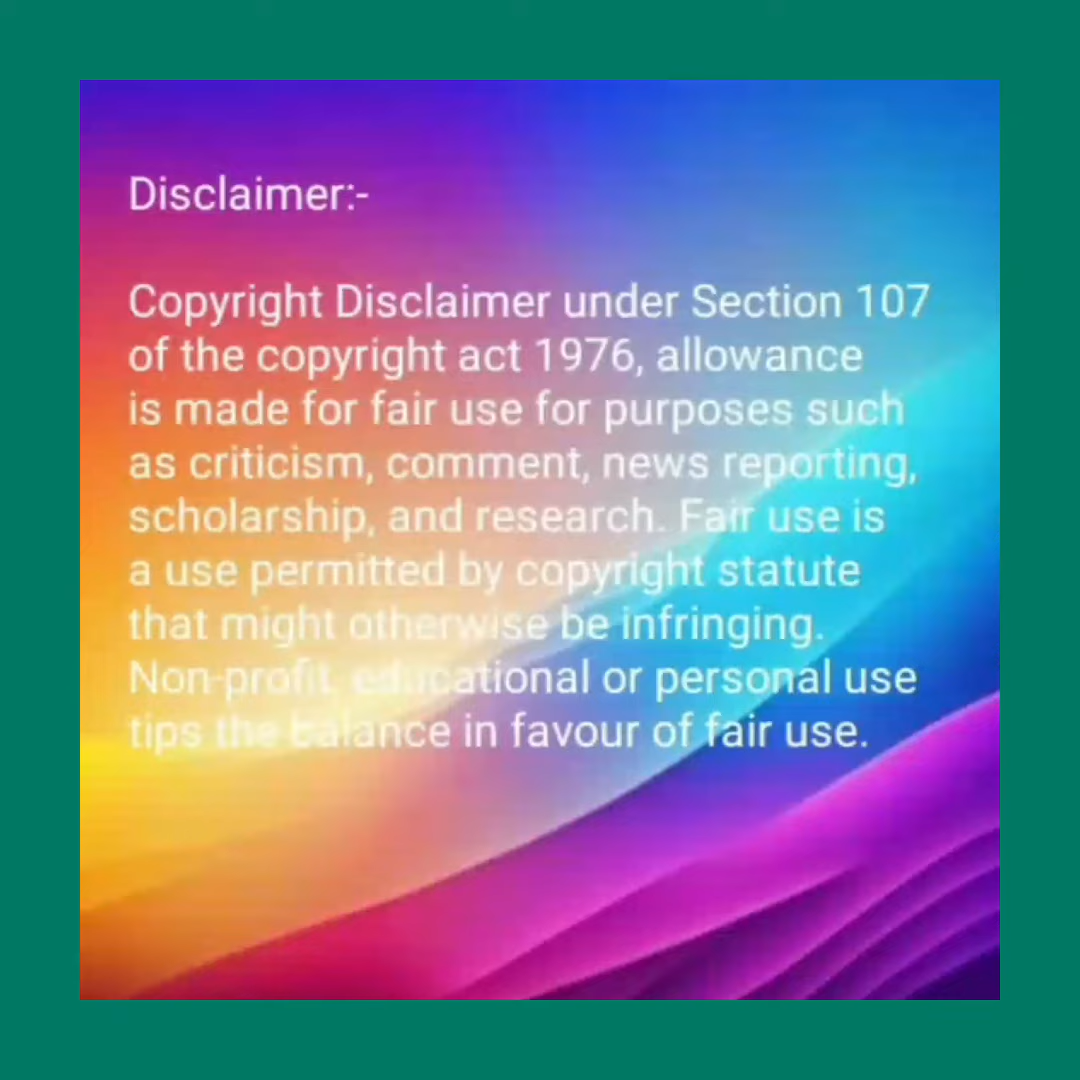 Disclaimer:-
Copyright Disclaimer under Section 107
of the copyright act 1976, allowance
is made for fair use for purposes such
as criticism, comment, news reporting,
scholarship, and research. Fair use is
a use permitted by copyright statute
that might otherwise be infringing.
Non-profit, educational or personal use
tips the balance in favour of fair use.